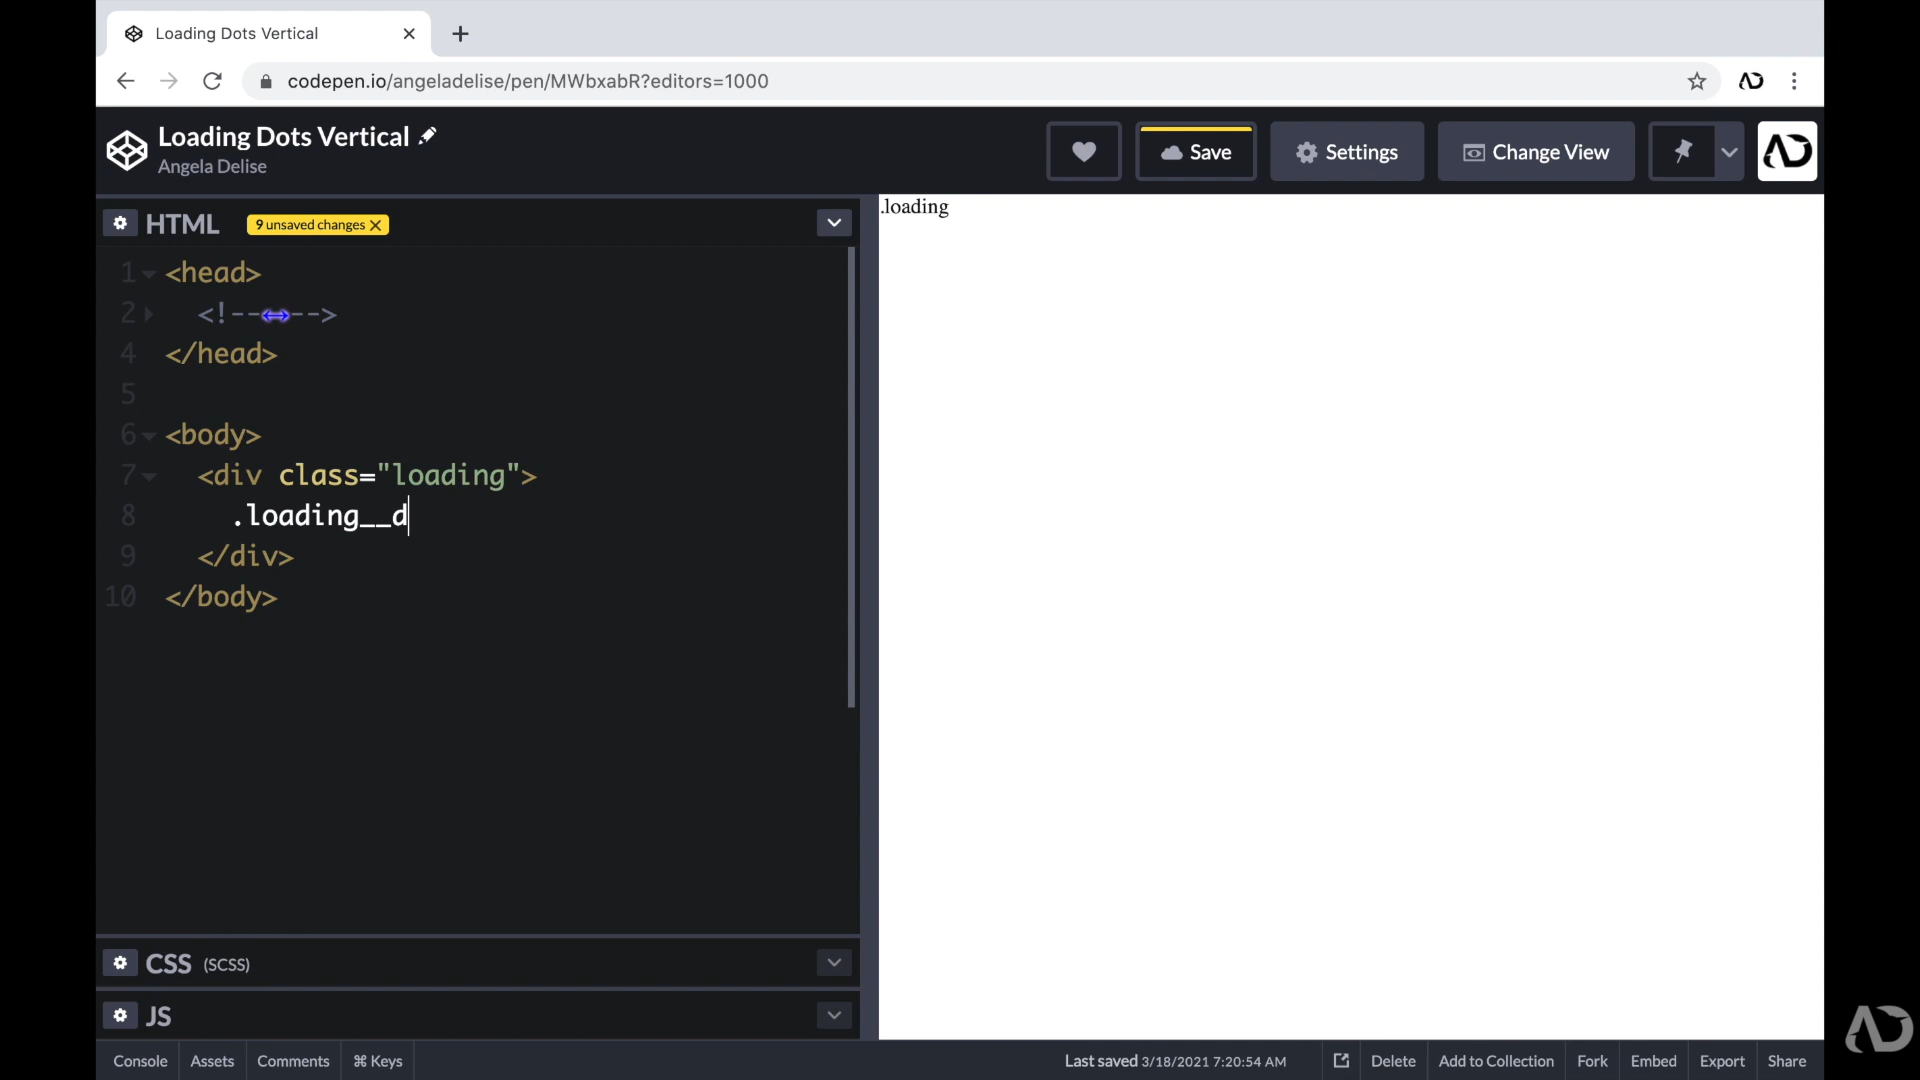 Loading Dots Vertical
codepen.io/angeladelise/pen/MWbxabR?editors=1000
Loading Dots Vertical
Angela Delise
Save
Settings
Change View
HTML
9 unsaved changes
1 <head>
2 <!--↔-->
4 </head>
5
6 <body>
7 <div class="loading">
8 .loading__d
9 </div>
10 </body>
.loading
CSS (SCSS)
JS
Console
Assets
Comments
⌘ Keys
Last saved 3/18/2021 7:20:54 AM
Delete
Add to Collection
Fork
Embed
Export
Share